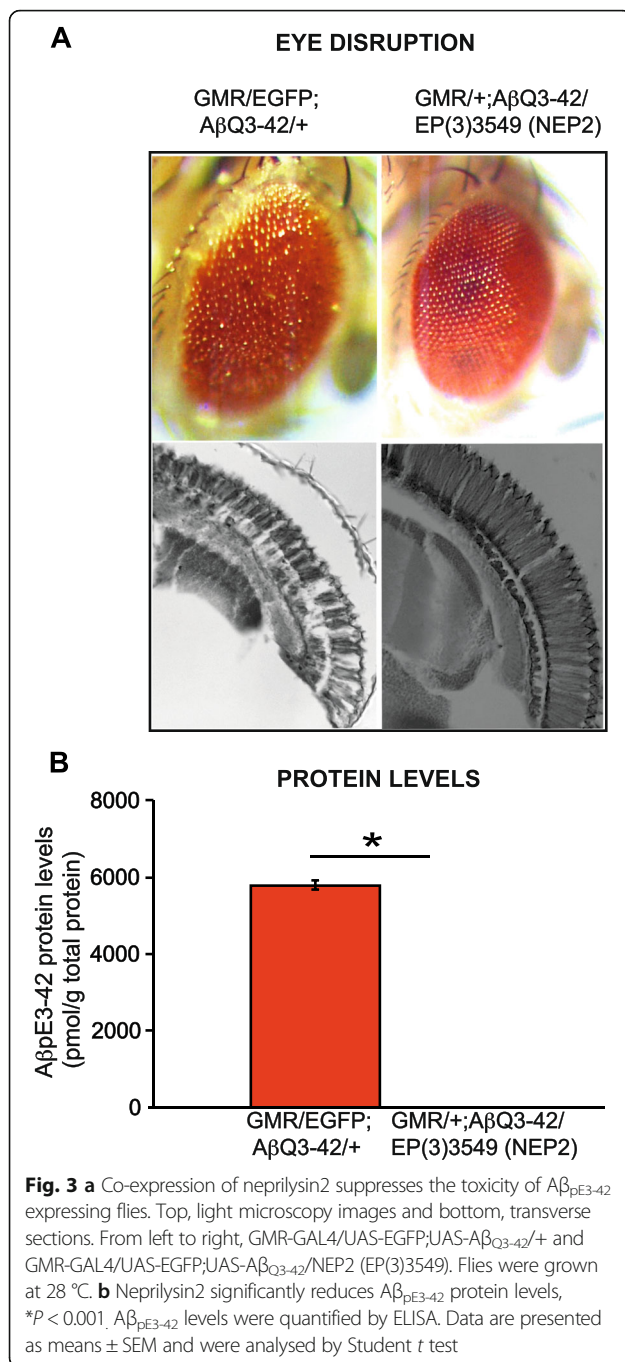 A
EYE DISRUPTION
GMR/EGFP;
AβQ3-42/+
GMR/+;AβQ3-42/
EP(3)3549 (NEP2)
B
PROTEIN LEVELS
AβpE3-42 protein levels
(pmol/g total protein)
8000
6000
4000
2000
0
*
GMR/EGFP;
AβQ3-42/+
GMR/+;AβQ3-42/
EP(3)3549 (NEP2)
Fig. 3 a Co-expression of neprilysin2 suppresses the toxicity of AβpE3-42
expressing flies. Top, light microscopy images and bottom, transverse
sections. From left to right, GMR-GAL4/UAS-EGFP;UAS-AβQ3-42/+ and
GMR-GAL4/UAS-EGFP;UAS-AβQ3-42/NEP2 (EP(3)3549). Flies were grown
at 28 °C. b Neprilysin2 significantly reduces AβpE3-42 protein levels,
*P < 0.001. AβpE3-42 levels were quantified by ELISA. Data are presented
as means ± SEM and were analysed by Student t test